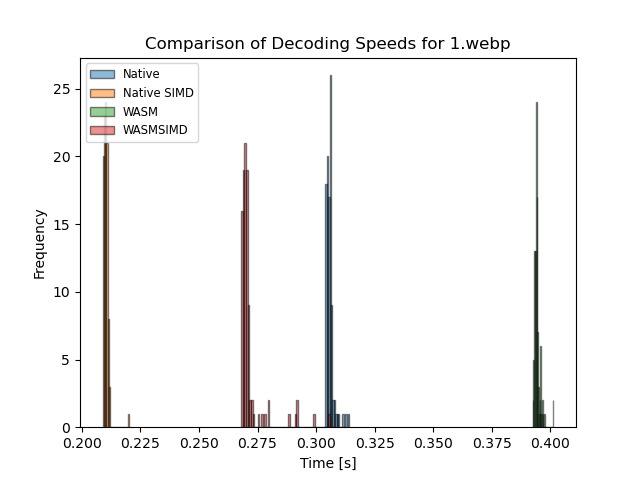 Comparison of Decoding Speeds for 1.webp
Native
Native SIMD
WASM
WASMSIMD
Frequency
25
20
15
10
5
0
0.200 0.225 0.250 0.275 0.300 0.325 0.350 0.375 0.400
Time [s]